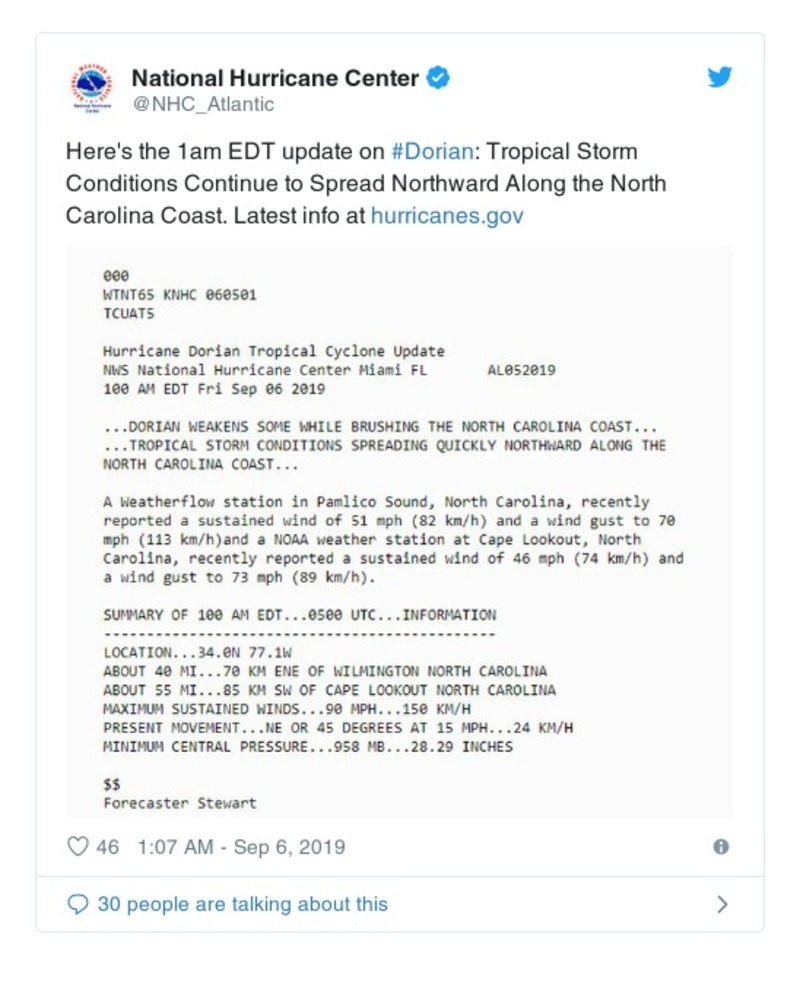 National Hurricane Center
@NHC_Atlantic
Here's the 1am EDT update on #Dorian: Tropical Storm
Conditions Continue to Spread Northward Along the North
Carolina Coast. Latest info at hurricanes.gov
000
WTNT65 KNHC 060501
TCUAT5
Hurricane Dorian Tropical Cyclone Update
NWS National Hurricane Center Miami FL AL052019
100 AM EDT Fri Sep 06 2019
...DORIAN WEAKENS SOME WHILE BRUSHING THE NORTH CAROLINA COAST...
...TROPICAL STORM CONDITIONS SPREADING QUICKLY NORTHWARD ALONG THE
NORTH CAROLINA COAST...
A Weatherflow station in Pamlico Sound, North Carolina, recently
reported a sustained wind of 51 mph (82 km/h) and a wind gust to 70
mph (113 km/h)and a NOAA weather station at Cape Lookout, North
Carolina, recently reported a sustained wind of 46 mph (74 km/h) and
a wind gust to 73 mph (89 km/h).
SUMMARY OF 100 AM EDT...0500 UTC...INFORMATION
----------------------------------------------
LOCATION...34.0N 77.1W
ABOUT 40 MI...70 KM ENE OF WILMINGTON NORTH CAROLINA
ABOUT 55 MI...85 KM SW OF CAPE LOOKOUT NORTH CAROLINA
MAXIMUM SUSTAINED WINDS...90 MPH...150 KM/H
PRESENT MOVEMENT...NE OR 45 DEGREES AT 15 MPH...24 KM/H
MINIMUM CENTRAL PRESSURE...958 MB...28.29 INCHES
$$
Forecaster Stewart
46 1:07 AM - Sep 6, 2019
30 people are talking about this